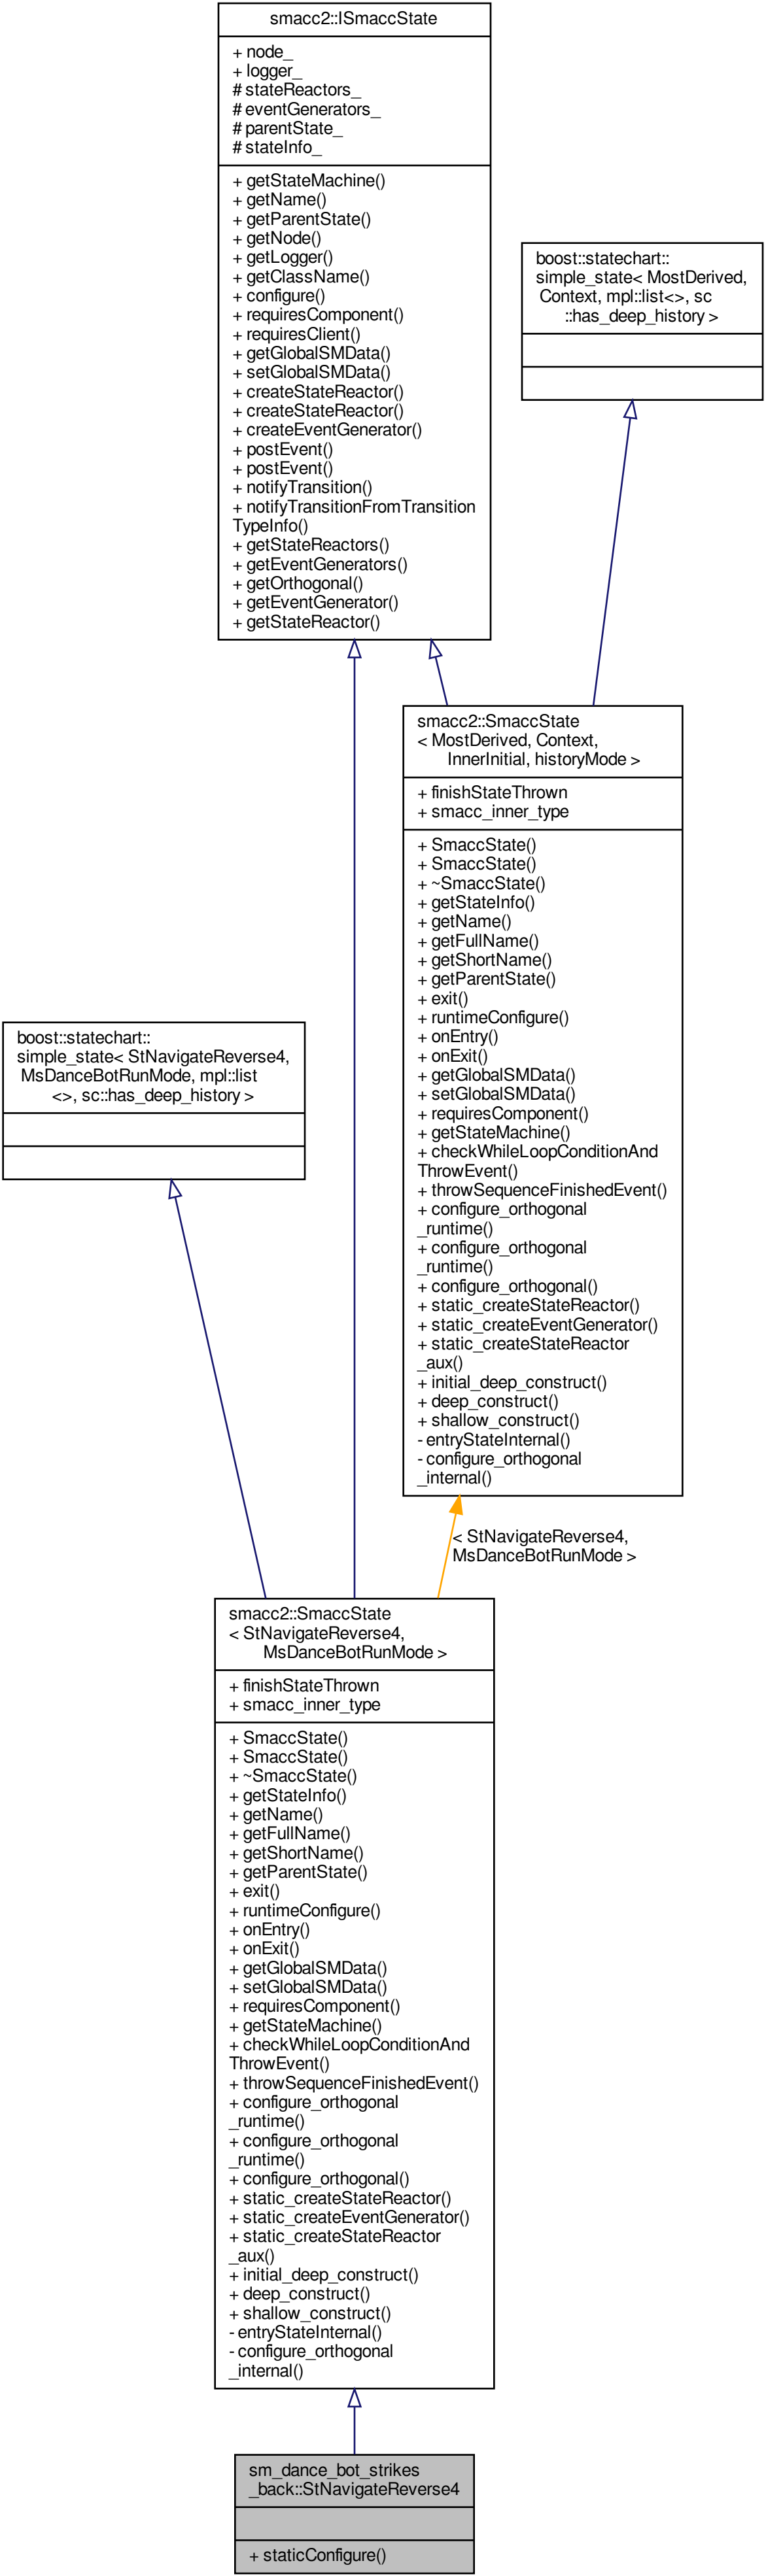 smacc2::ISmaccState
+ node_
+ logger_
# stateReactors_
# eventGenerators_
# parentState_
# stateInfo_
+ getStateMachine()
+ getName()
+ getParentState()
+ getNode()
+ getLogger()
+ getClassName()
+ configure()
+ requiresComponent()
+ requiresClient()
+ getGlobalSMData()
+ setGlobalSMData()
+ createStateReactor()
+ createStateReactor()
+ createEventGenerator()
+ postEvent()
+ postEvent()
+ notifyTransition()
+ notifyTransitionFromTransition
TypeInfo()
+ getStateReactors()
+ getEventGenerators()
+ getOrthogonal()
+ getEventGenerator()
+ getStateReactor()
boost::statechart::
simple_state< MostDerived,
Context, mpl::list<>, sc
::has_deep_history >
smacc2::SmaccState
< MostDerived, Context,
InnerInitial, historyMode >
+ finishStateThrown
+ smacc_inner_type
+ SmaccState()
+ SmaccState()
+ ~SmaccState()
+ getStateInfo()
+ getName()
+ getFullName()
+ getShortName()
+ getParentState()
+ exit()
+ runtimeConfigure()
+ onEntry()
+ onExit()
+ getGlobalSMData()
+ setGlobalSMData()
+ requiresComponent()
+ getStateMachine()
+ checkWhileLoopConditionAnd
ThrowEvent()
+ throwSequenceFinishedEvent()
+ configure_orthogonal
_runtime()
+ configure_orthogonal
_runtime()
+ configure_orthogonal()
+ static_createStateReactor()
+ static_createEventGenerator()
+ static_createStateReactor
_aux()
+ initial_deep_construct()
+ deep_construct()
+ shallow_construct()
- entryStateInternal()
- configure_orthogonal
_internal()
boost::statechart::
simple_state< StNavigateReverse4,
MsDanceBotRunMode, mpl::list
<>, sc::has_deep_history >
< StNavigateReverse4,
MsDanceBotRunMode >
smacc2::SmaccState
< StNavigateReverse4,
MsDanceBotRunMode >
+ finishStateThrown
+ smacc_inner_type
+ SmaccState()
+ SmaccState()
+ ~SmaccState()
+ getStateInfo()
+ getName()
+ getFullName()
+ getShortName()
+ getParentState()
+ exit()
+ runtimeConfigure()
+ onEntry()
+ onExit()
+ getGlobalSMData()
+ setGlobalSMData()
+ requiresComponent()
+ getStateMachine()
+ checkWhileLoopConditionAnd
ThrowEvent()
+ throwSequenceFinishedEvent()
+ configure_orthogonal
_runtime()
+ configure_orthogonal
_runtime()
+ configure_orthogonal()
+ static_createStateReactor()
+ static_createEventGenerator()
+ static_createStateReactor
_aux()
+ initial_deep_construct()
+ deep_construct()
+ shallow_construct()
- entryStateInternal()
- configure_orthogonal
_internal()
sm_dance_bot_strikes
_back::StNavigateReverse4
+ staticConfigure()